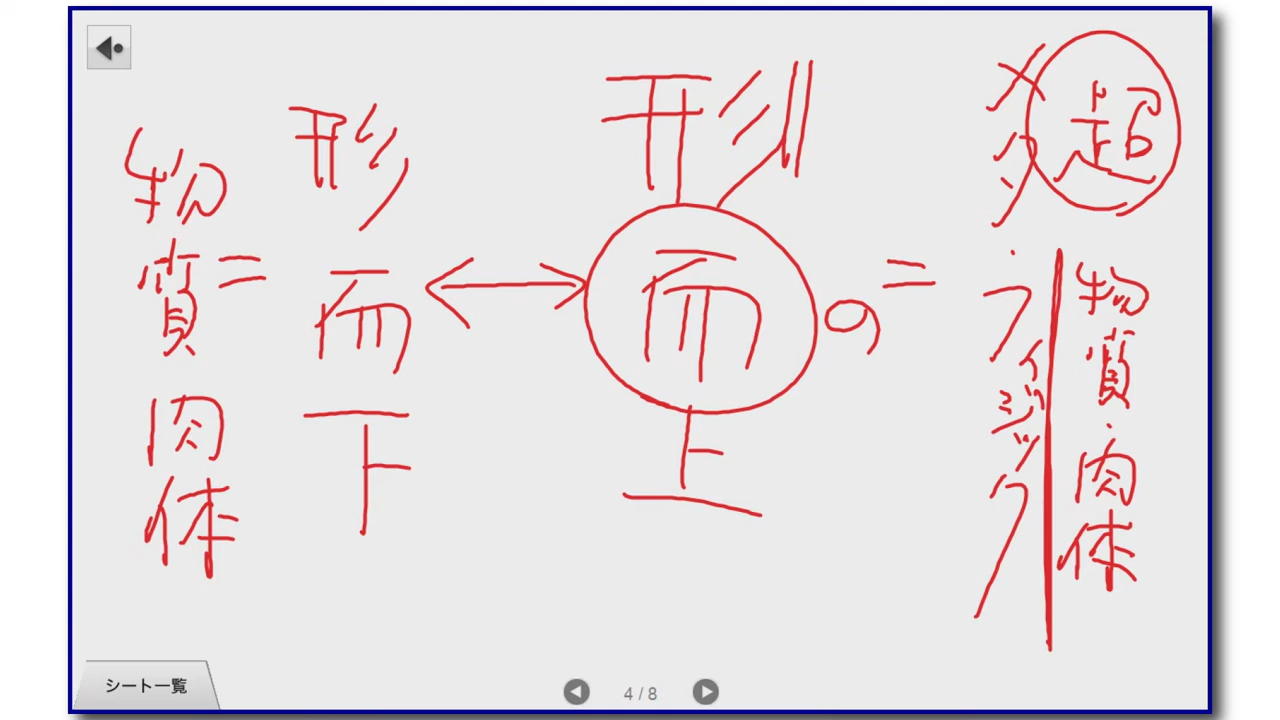 メタ・フィジック
超
物質・肉体
=
形
而
上
の
↔
形
而
下
=
物質
肉体
シート一覧
4 / 8